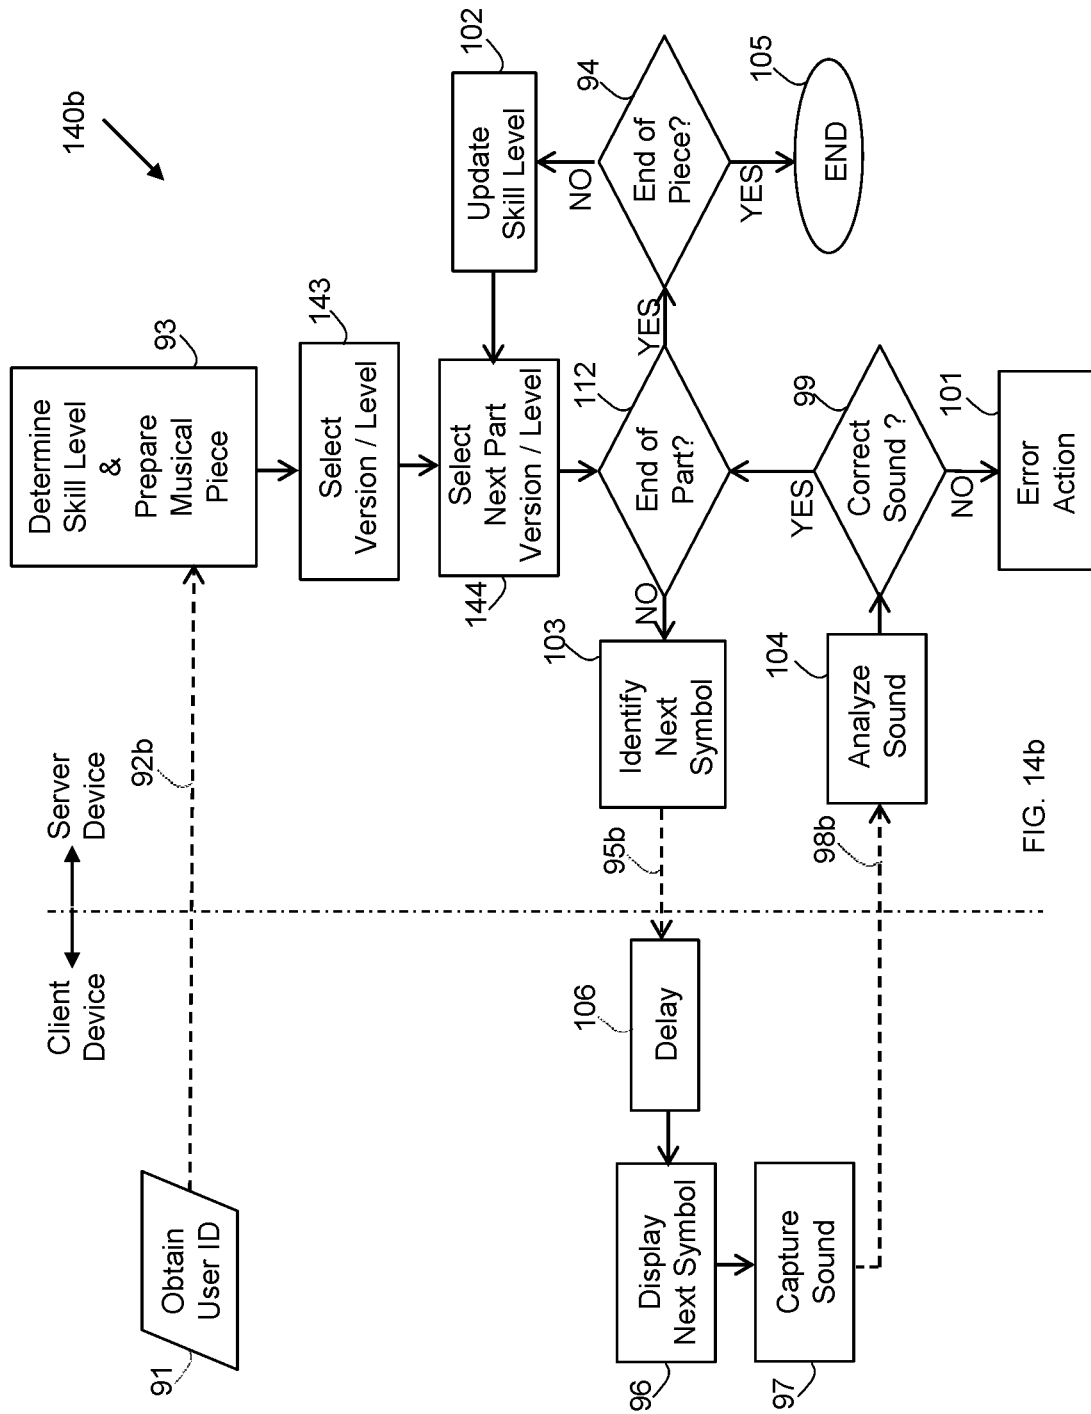 140b
Client
Device
Server
Device
Obtain
User ID
91
92b
Determine
Skill Level
&
Prepare
Musical
Piece
93
Select
Version / Level
143
Select
Next Part
Version / Level
144
Update
Skill Level
102
End of
Part?
112
YES
NO
End of
Piece?
94
NO
YES
END
105
Identify
Next
Symbol
103
95b
Delay
106
Display
Next Symbol
96
Capture
Sound
97
98b
Analyze
Sound
104
Correct
Sound ?
99
YES
NO
Error
Action
101
FIG. 14b